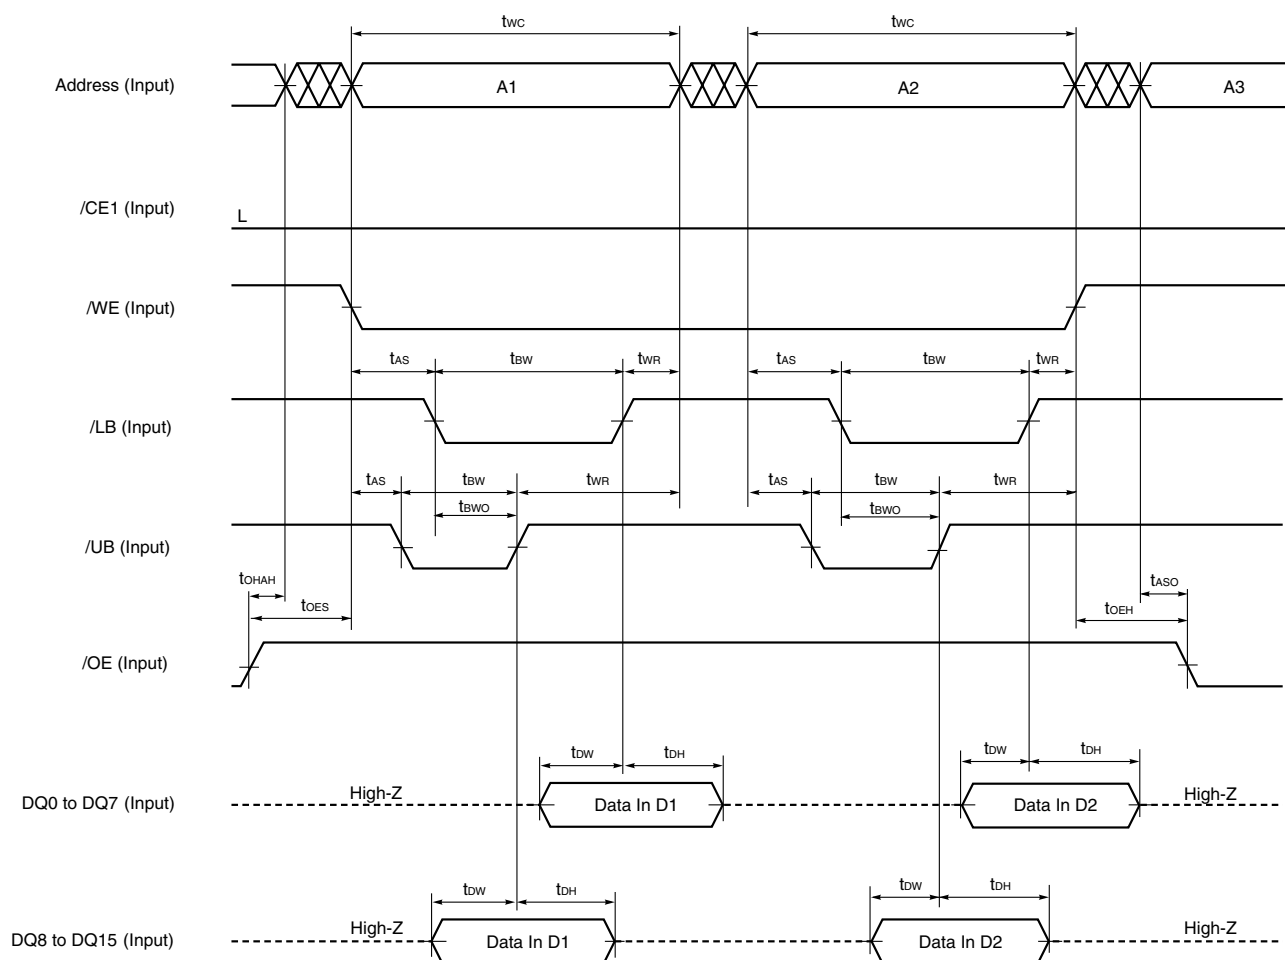 tWC tWC
Address (Input) A1 A2 A3
/CE1 (Input) L
/WE (Input)
tAS tBW tWR tAS tBW tWR
/LB (Input)
tAS tBW tWR tAS tBW tWR
tBWO tBWO
/UB (Input)
tOHAH tASO
tOES tOEH
/OE (Input)
tDW tDH tDW tDH
DQ0 to DQ7 (Input) High-Z Data In D1 Data In D2 High-Z
tDW tDH tDW tDH
DQ8 to DQ15 (Input) High-Z Data In D1 Data In D2 High-Z